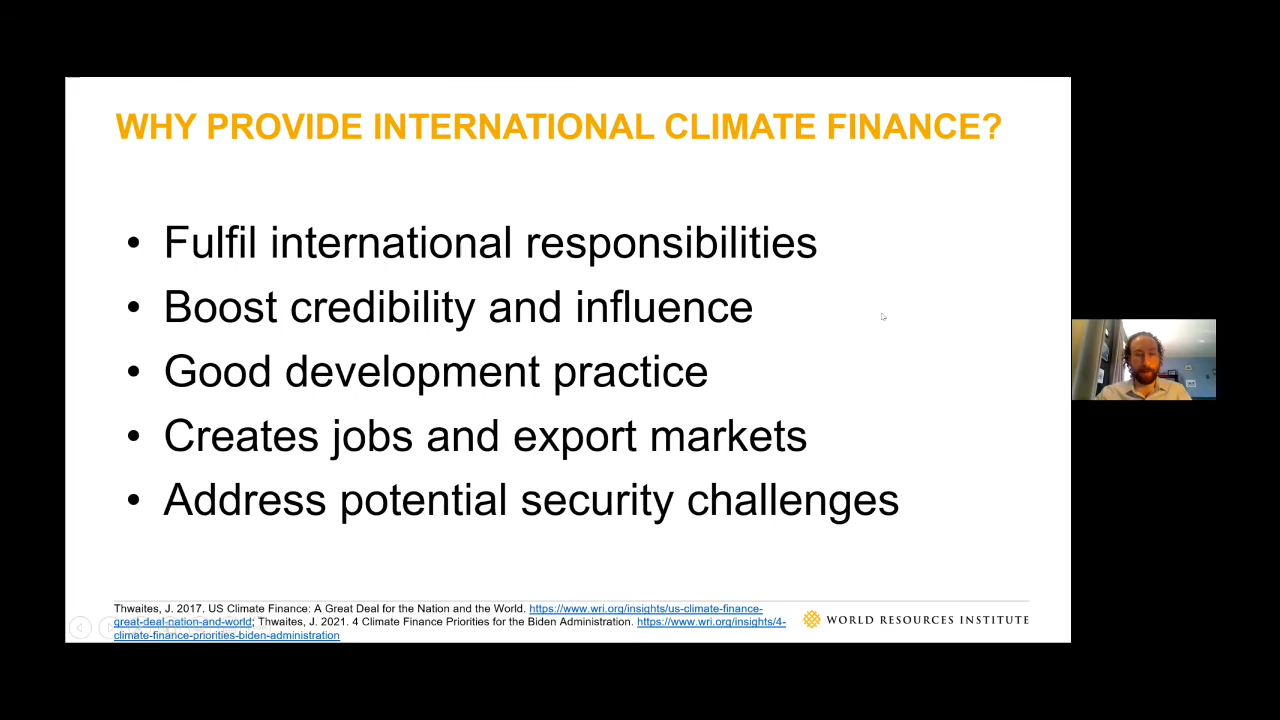 WHY PROVIDE INTERNATIONAL CLIMATE FINANCE?
• Fulfil international responsibilities
• Boost credibility and influence
• Good development practice
• Creates jobs and export markets
• Address potential security challenges
Thwaites, J. 2017. US Climate Finance: A Great Deal for the Nation and the World. https://www.wri.org/insights/us-climate-finance-
great-deal-nation-and-world; Thwaites, J. 2021. 4 Climate Finance Priorities for the Biden Administration. https://www.wri.org/insights/4-
climate-finance-priorities-biden-administration
WORLD RESOURCES INSTITUTE